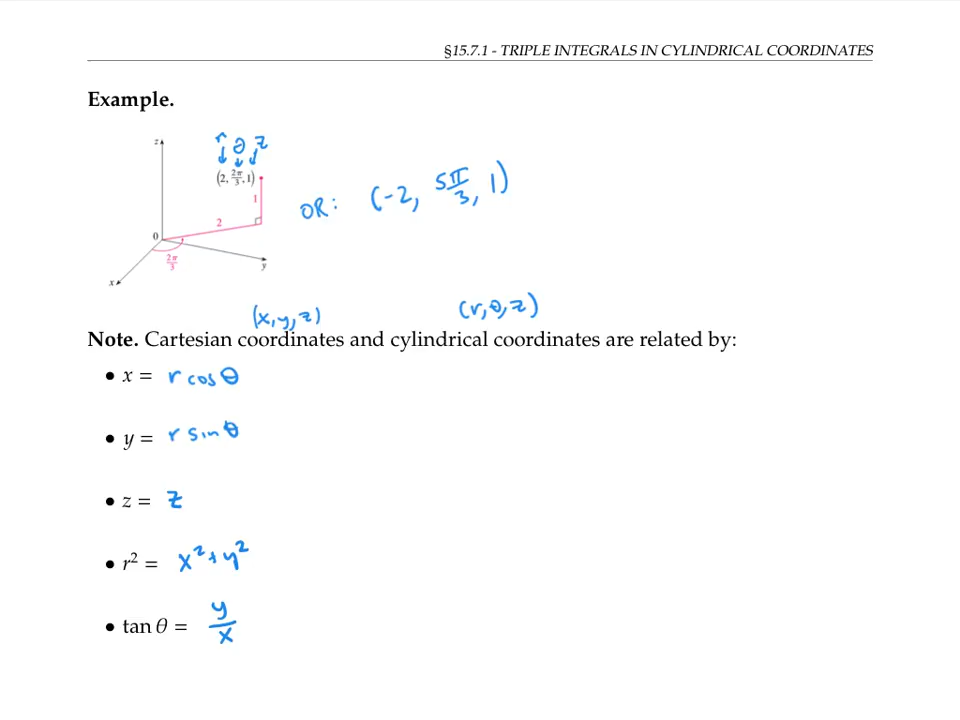 §15.7.1 - TRIPLE INTEGRALS IN CYLINDRICAL COORDINATES
Example.
z
r θ z
(2, 2π/3, 1)
1
OR: (-2, 5π/3, 1)
2
0
2π/3
y
x
(x, y, z) (r, θ, z)
Note. Cartesian coordinates and cylindrical coordinates are related by:
• x = r cos θ
• y = r sin θ
• z = z
• r² = x² + y²
• tan θ = y/x